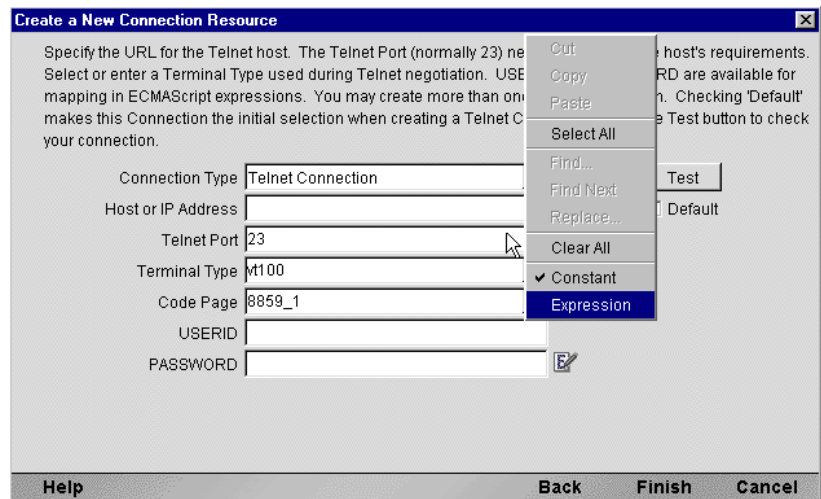 Create a New Connection Resource
Specify the URL for the Telnet host. The Telnet Port (normally 23) ne host's requirements.
Select or enter a Terminal Type used during Telnet negotiation. USE RD are available for
mapping in ECMAScript expressions. You may create more than on n. Checking 'Default'
makes this Connection the initial selection when creating a Telnet C e Test button to check
your connection.
Cut
Copy
Paste
Select All
Find...
Find Next
Replace...
Clear All
Constant
Expression
Connection Type Telnet Connection Test
Host or IP Address Default
Telnet Port 23
Terminal Type vt100
Code Page 8859_1
USERID
PASSWORD
Help Back Finish Cancel